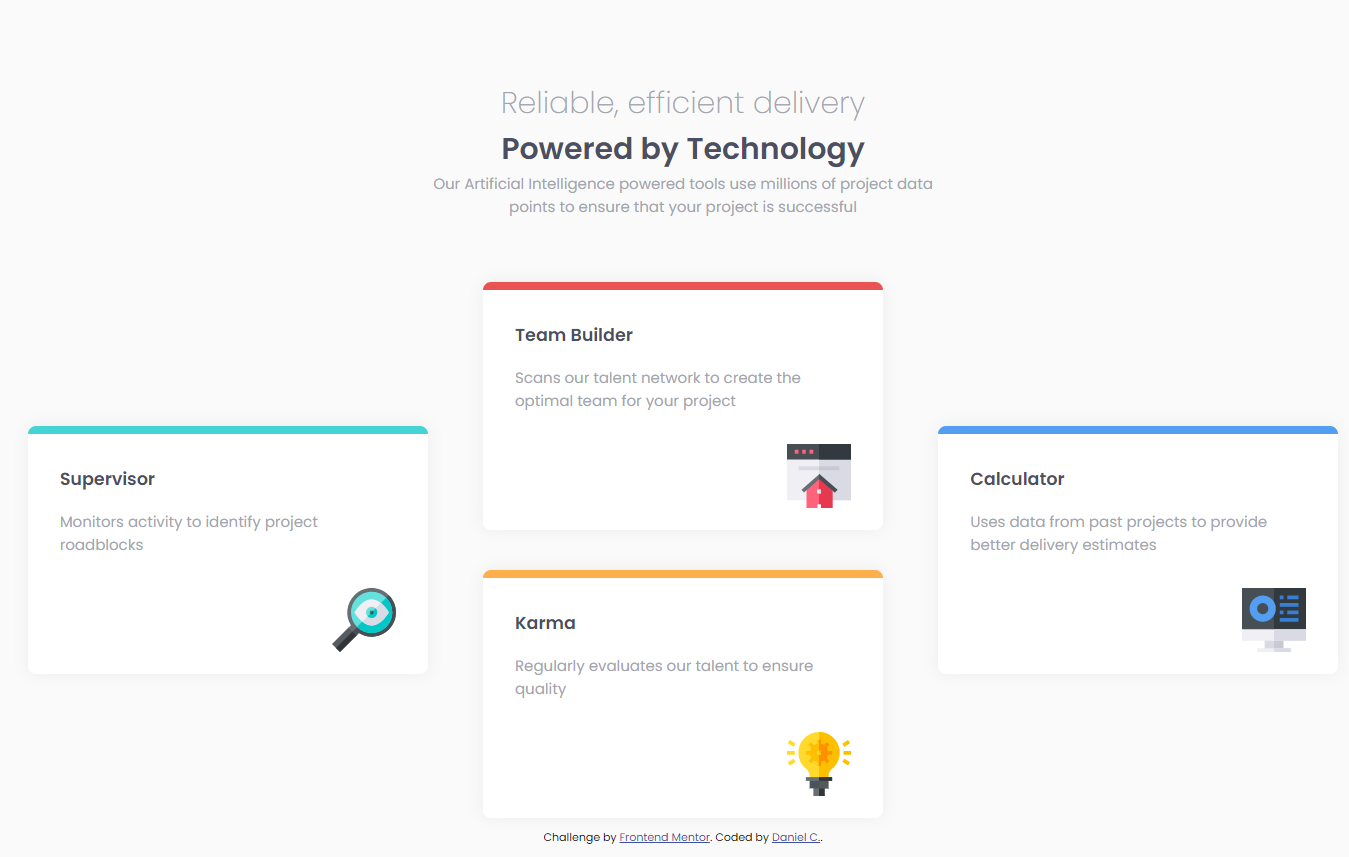 Reliable, efficient delivery
Powered by Technology
Our Artificial Intelligence powered tools use millions of project data
points to ensure that your project is successful
Supervisor
Monitors activity to identify project
roadblocks
Team Builder
Scans our talent network to create the
optimal team for your project
Karma
Regularly evaluates our talent to ensure
quality
Calculator
Uses data from past projects to provide
better delivery estimates
Challenge by Frontend Mentor. Coded by Daniel C..